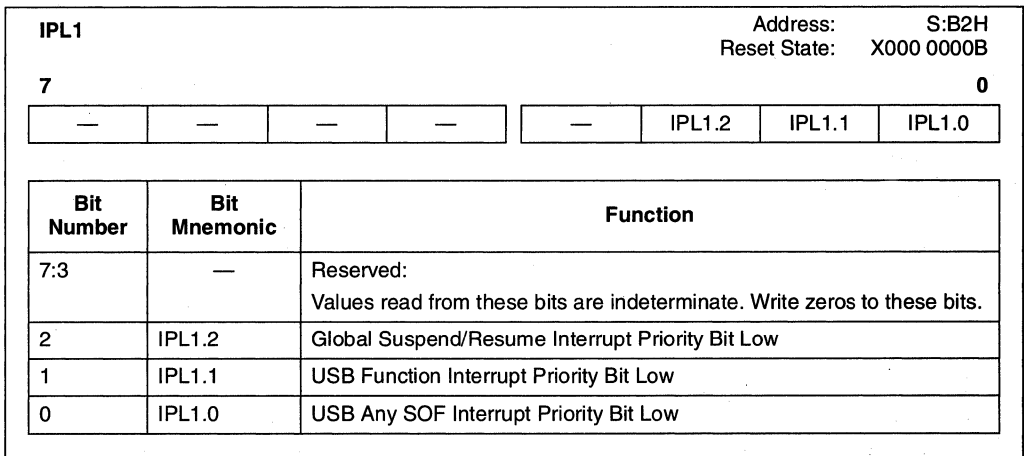 IPL1 Address: S:B2H
Reset State: X000 0000B
7 0
— — — — — IPL1.2 IPL1.1 IPL1.0
Bit Number Bit Mnemonic Function
7:3 — Reserved:
Values read from these bits are indeterminate. Write zeros to these bits.
2 IPL1.2 Global Suspend/Resume Interrupt Priority Bit Low
1 IPL1.1 USB Function Interrupt Priority Bit Low
0 IPL1.0 USB Any SOF Interrupt Priority Bit Low